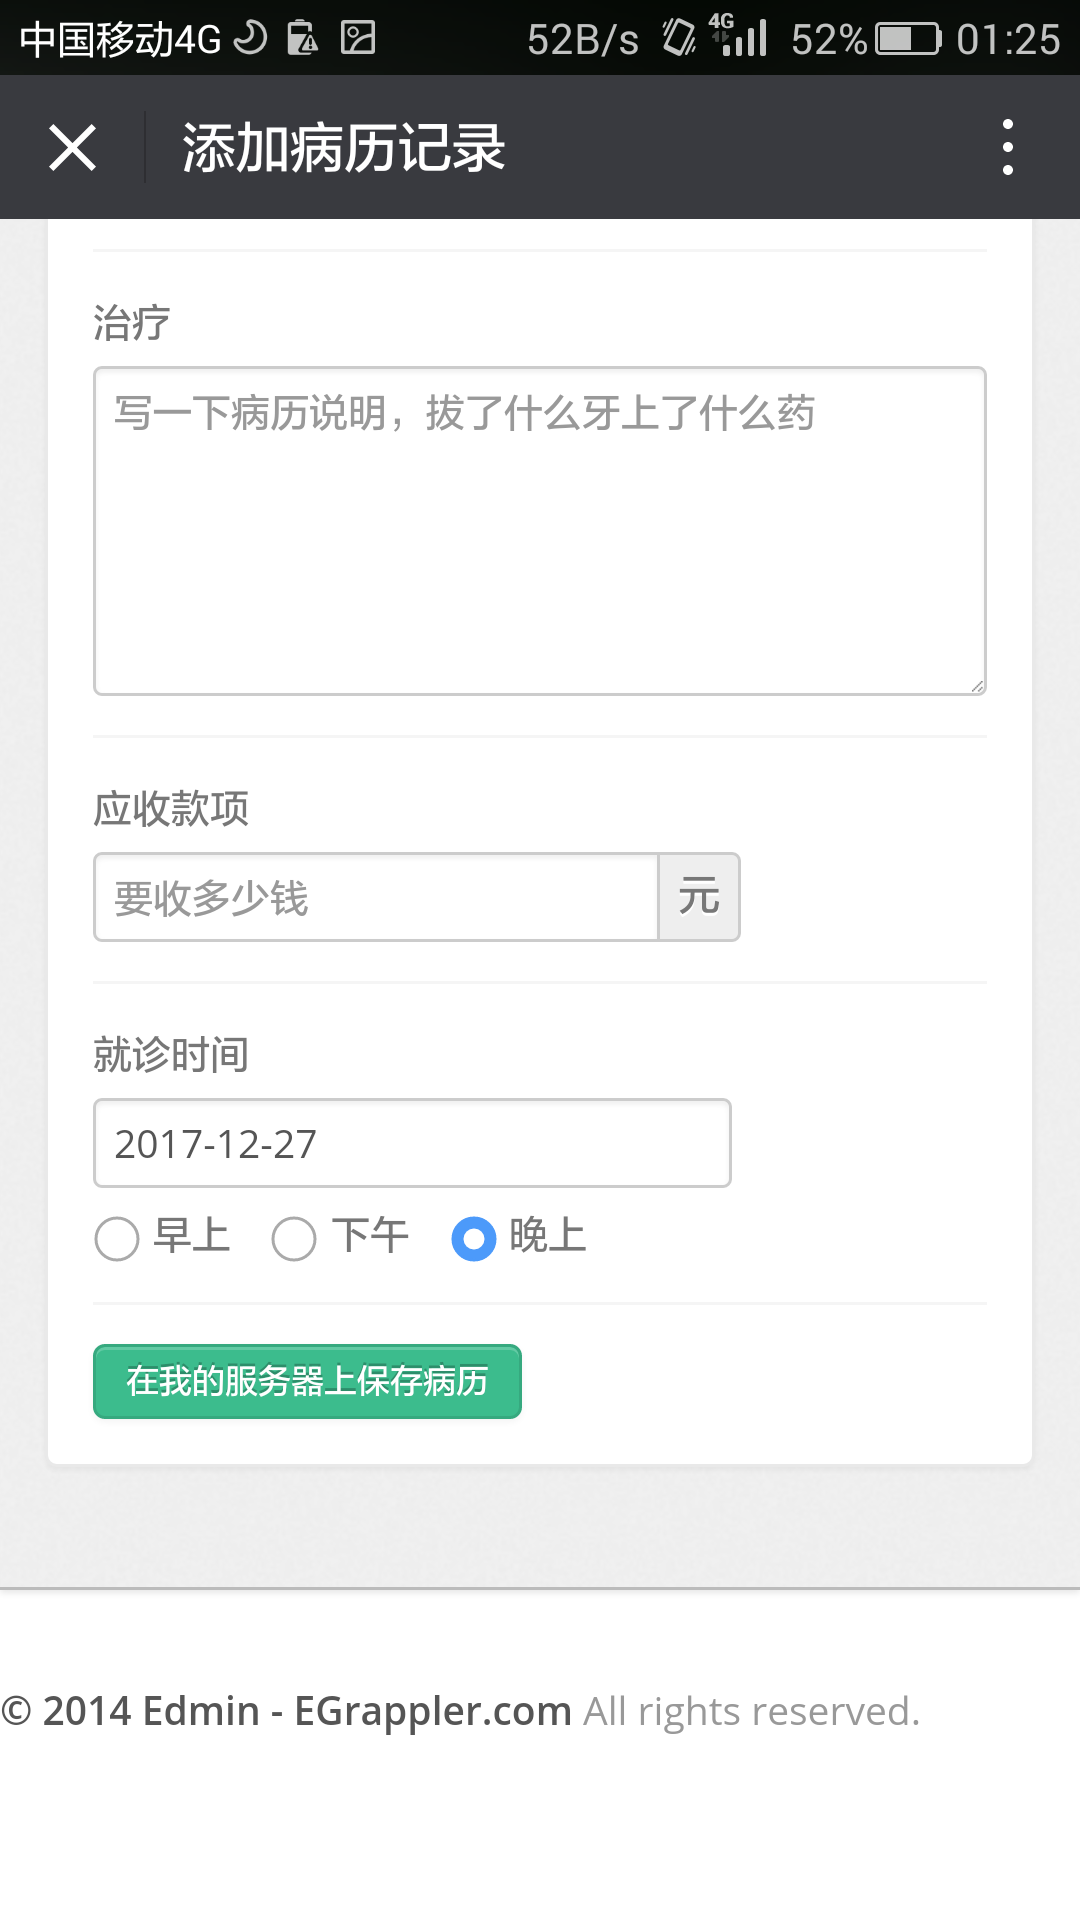 中国移动4G 52B/s 4G 52% 01:25
添加病历记录
治疗
写一下病历说明，拔了什么牙上了什么药
应收款项
要收多少钱 元
就诊时间
2017-12-27
早上 下午 晚上
在我的服务器上保存病历
© 2014 Edmin - EGrappler.com All rights reserved.